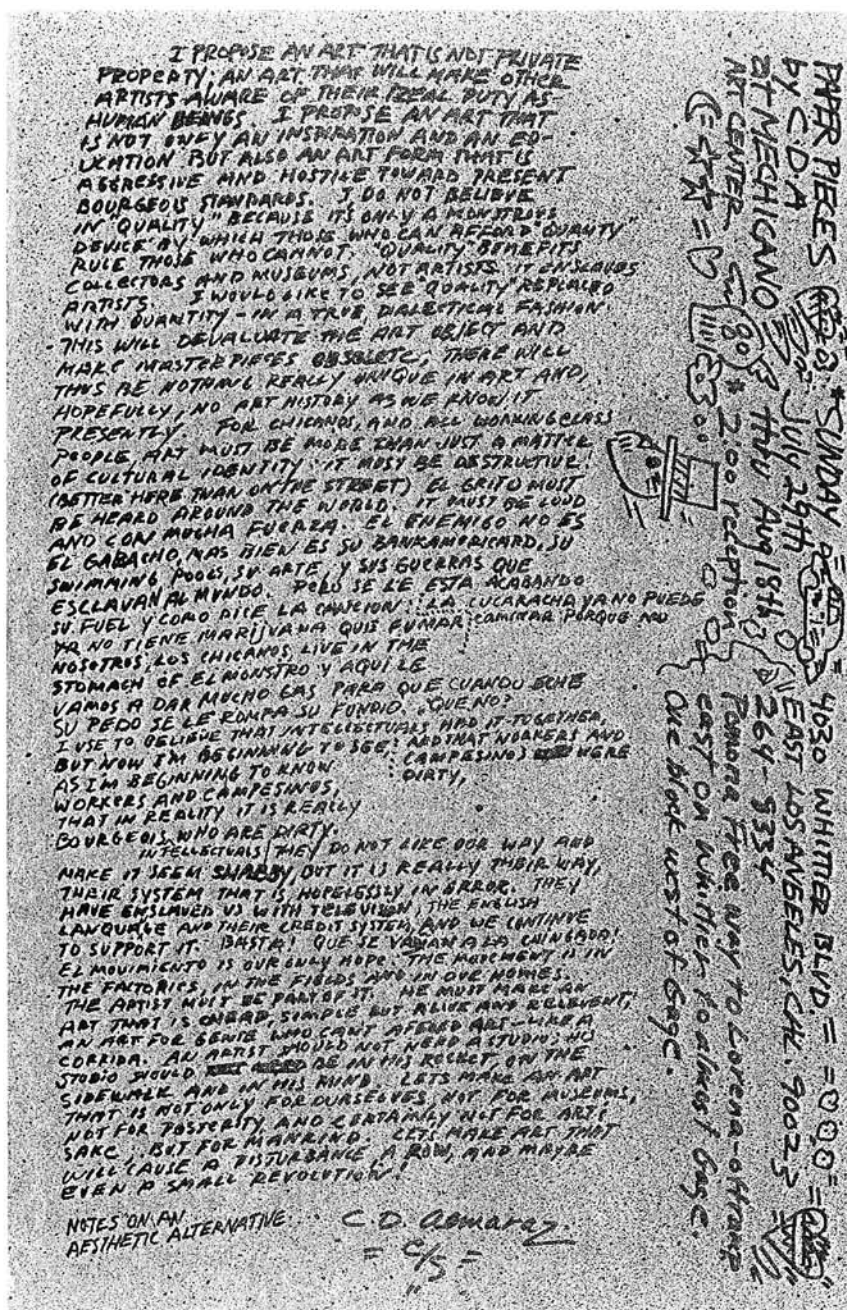 I PROPOSE AN ART THAT IS NOT PRIVATE
PROPERTY; AN ART THAT WILL MAKE OTHER
ARTISTS AWARE OF THEIR REAL DUTY AS
HUMAN BEINGS. I PROPOSE AN ART THAT
IS NOT ONLY AN INSPIRATION AND AN ED-
UCATION BUT ALSO AN ART FORM THAT IS
AGGRESSIVE AND HOSTILE TOWARD PRESENT
BOURGEOIS STANDARDS. I DO NOT BELIEVE
IN "QUALITY" BECAUSE ITS ONLY A MONSTROUS
DEVICE BY WHICH THOSE WHO CAN AFFORD "QUALITY"
RULE THOSE WHO CANNOT. "QUALITY" BENEFITS
COLLECTORS AND MUSEUMS, NOT ARTISTS. IT ENSLAVES
ARTISTS. I WOULD LIKE TO SEE "QUALITY" REPLACED
WITH QUANTITY - IN A TRUE DIALECTICAL FASHION.
THIS WILL DEVALUATE THE ART OBJECT AND
MAKE MASTERPIECES OBSOLETE; THERE WILL
THUS BE NOTHING REALLY UNIQUE IN ART AND,
HOPEFULLY, NO ART HISTORY AS WE KNOW IT
PRESENTLY. FOR CHICANOS, AND ALL WORKING CLASS
PEOPLE ART MUST BE MORE THAN JUST A MATTER
OF CULTURAL IDENTITY: IT MUST BE DESTRUCTIVE!
(BETTER HERE THAN ON THE STREET) EL GRITO MUST
BE HEARD AROUND THE WORLD. IT MUST BE LOUD
AND CON MUCHA FUERZA. EL ENEMIGO NO ES
EL GABACHO, MAS BIEN ES SU BANKAMERICARD, SU
SWIMMING POOLS, SU ARTE, Y SUS GUERRAS QUE
ESCLAVAN AL MUNDO. PERO SE LE ESTA ACABANDO
SU FUEL Y COMO DICE LA CANCION: LA CUCARACHA YA NO PUEDE
CAMINAR PORQUE NO
YA NO TIENE MARIJUANA QUIS FUMAR
NOSOTROS, LOS CHICANOS, LIVE IN THE
STOMACH OF EL MONSTRO Y AQUI LE
VAMOS A DAR MUCHO GAS PARA QUE CUANDO ECHE
SU PEDO SE LE ROMPA SU FUNDIO. QUE NO?
I USE TO BELIEVE THAT INTELLECTUALS HAD IT TOGETHER,
AND THAT WORKERS AND
CAMPESINOS WERE
DIRTY,
BUT NOW I'M BEGINNING TO SEE,
AS I'M BEGINNING TO KNOW
WORKERS AND CAMPESINOS,
THAT IN REALITY IT IS REALLY
BOURGEOIS INTELLECTUALS WHO ARE DIRTY.
THEY DO NOT LIKE OUR WAY AND
MAKE IT SEEM SHABBY, BUT IT IS REALLY THEIR WAY,
THEIR SYSTEM THAT IS HOPELESSLY IN ERROR. THEY
HAVE ENSLAVED US WITH TELEVISION, THE ENGLISH
LANGUAGE AND THEIR CREDIT SYSTEM, AND WE CONTINUE
TO SUPPORT IT. BASTA! QUE SE VAYAN A LA CHINGADA!
EL MOVIMIENTO IS OUR ONLY HOPE. THE MOVEMENT IS IN
THE FACTORIES, IN THE FIELDS AND IN OUR HOMES.
THE ARTIST MUST BE PART OF IT. HE MUST MAKE AN
ART THAT IS CHEAP, SIMPLE BUT ALIVE AND RELEVENT,
AN ART FOR GENTE WHO CANT AFFORD ART - LIKE A
CORRIDA. AN ARTIST SHOULD NOT NEED A STUDIO; HIS
STUDIO SHOULD BE IN HIS POCKET, ON THE
SIDEWALK AND IN HIS MIND. LETS MAKE AN ART
THAT IS NOT ONLY FOR OURSELVES, NOT FOR MUSEUMS,
NOT FOR POSTERITY, AND CERTAINLY NOT FOR ART'S
SAKE, BUT FOR MANKIND. LETS MAKE ART THAT
WILL CAUSE A DISTURBANCE, A ROW, AND MAYBE
EVEN A SMALL REVOLUTION!
NOTES ON AN
AESTHETIC ALTERNATIVE
C.D. Almaraz
= C/S =
PAPER PIECES * SUNDAY 4030 WHITTIER BLVD.
by CDA July 29th EAST LOS ANGELES, CAL. 90023
at MECHICANO thru Aug 18th 264-9334
ART CENTER * 2:00 reception Pomona Freeway to Lorena-offramp
east on Whittier to almost Gage.
One block west of Gage.